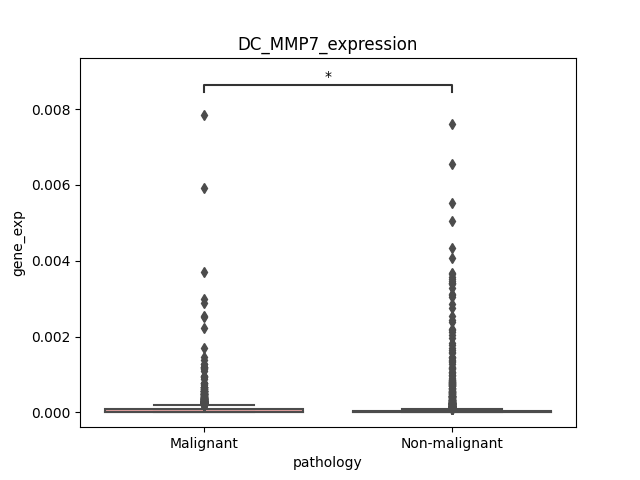 DC_MMP7_expression
*
0.008
0.006
0.004
0.002
0.000
gene_exp
Malignant
Non-malignant
pathology